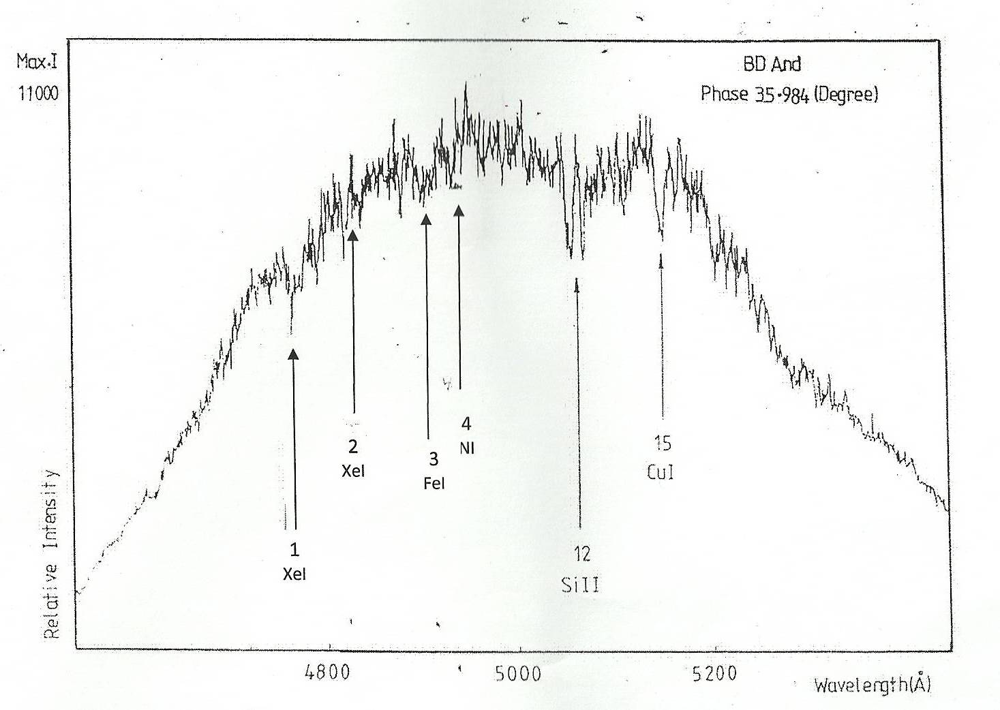 Max.I
11000
BD And
Phase 35.984 (Degree)
Relative Intensity
1
XeI
2
XeI
3
FeI
4
NI
12
SiII
15
CuI
4800
5000
5200
Wavelength(Å)